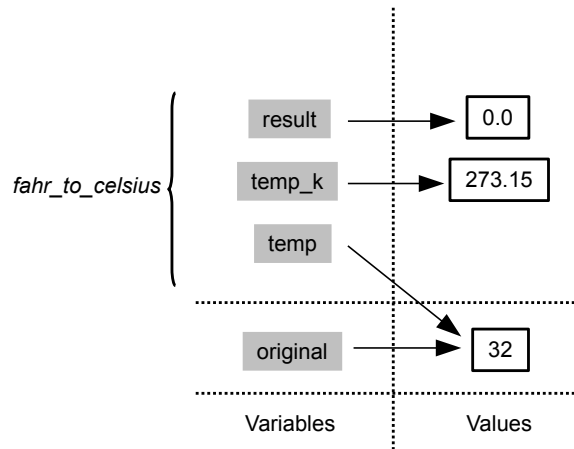 result
0.0
fahr_to_celsius
temp_k
273.15
temp
original
32
Variables
Values